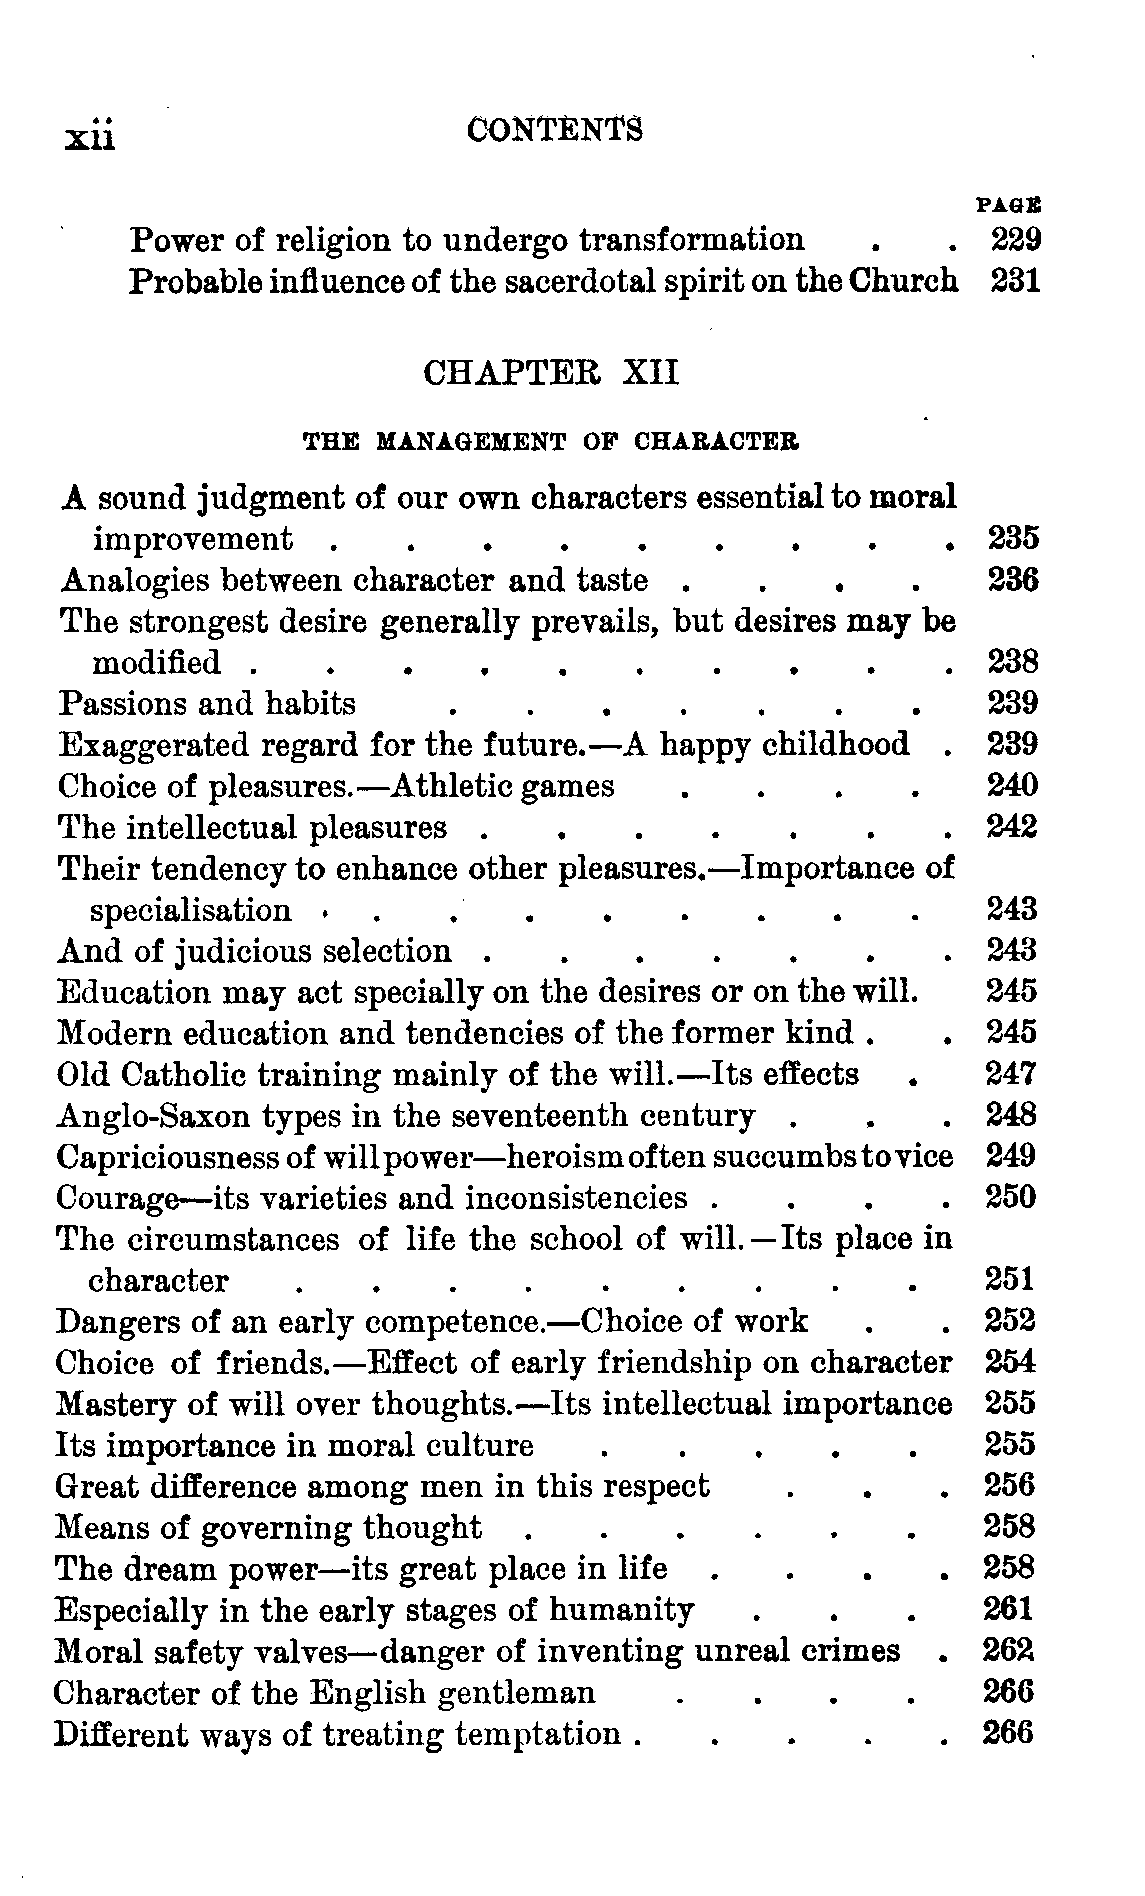 xii CONTENTS
PAGE
Power of religion to undergo transformation . . 229
Probable influence of the sacerdotal spirit on the Church 231
CHAPTER XII
THE MANAGEMENT OF CHARACTER
A sound judgment of our own characters essential to moral
improvement . . . . . . . . . 235
Analogies between character and taste . . . . 236
The strongest desire generally prevails, but desires may be
modified . . . . . . . . . . 238
Passions and habits . . . . . . . 239
Exaggerated regard for the future.—A happy childhood . 239
Choice of pleasures.—Athletic games . . . . 240
The intellectual pleasures . . . . . . . 242
Their tendency to enhance other pleasures.—Importance of
specialisation . . . . . . . . . 243
And of judicious selection . . . . . . . 243
Education may act specially on the desires or on the will. 245
Modern education and tendencies of the former kind . . 245
Old Catholic training mainly of the will.—Its effects . 247
Anglo-Saxon types in the seventeenth century . . . 248
Capriciousness of willpower—heroism often succumbs to vice 249
Courage—its varieties and inconsistencies . . . . 250
The circumstances of life the school of will.—Its place in
character . . . . . . . . . 251
Dangers of an early competence.—Choice of work . . 252
Choice of friends.—Effect of early friendship on character 254
Mastery of will over thoughts.—Its intellectual importance 255
Its importance in moral culture . . . . . 255
Great difference among men in this respect . . . 256
Means of governing thought . . . . . . 258
The dream power—its great place in life . . . . 258
Especially in the early stages of humanity . . . 261
Moral safety valves—danger of inventing unreal crimes . 262
Character of the English gentleman . . . . 266
Different ways of treating temptation . . . . . 266